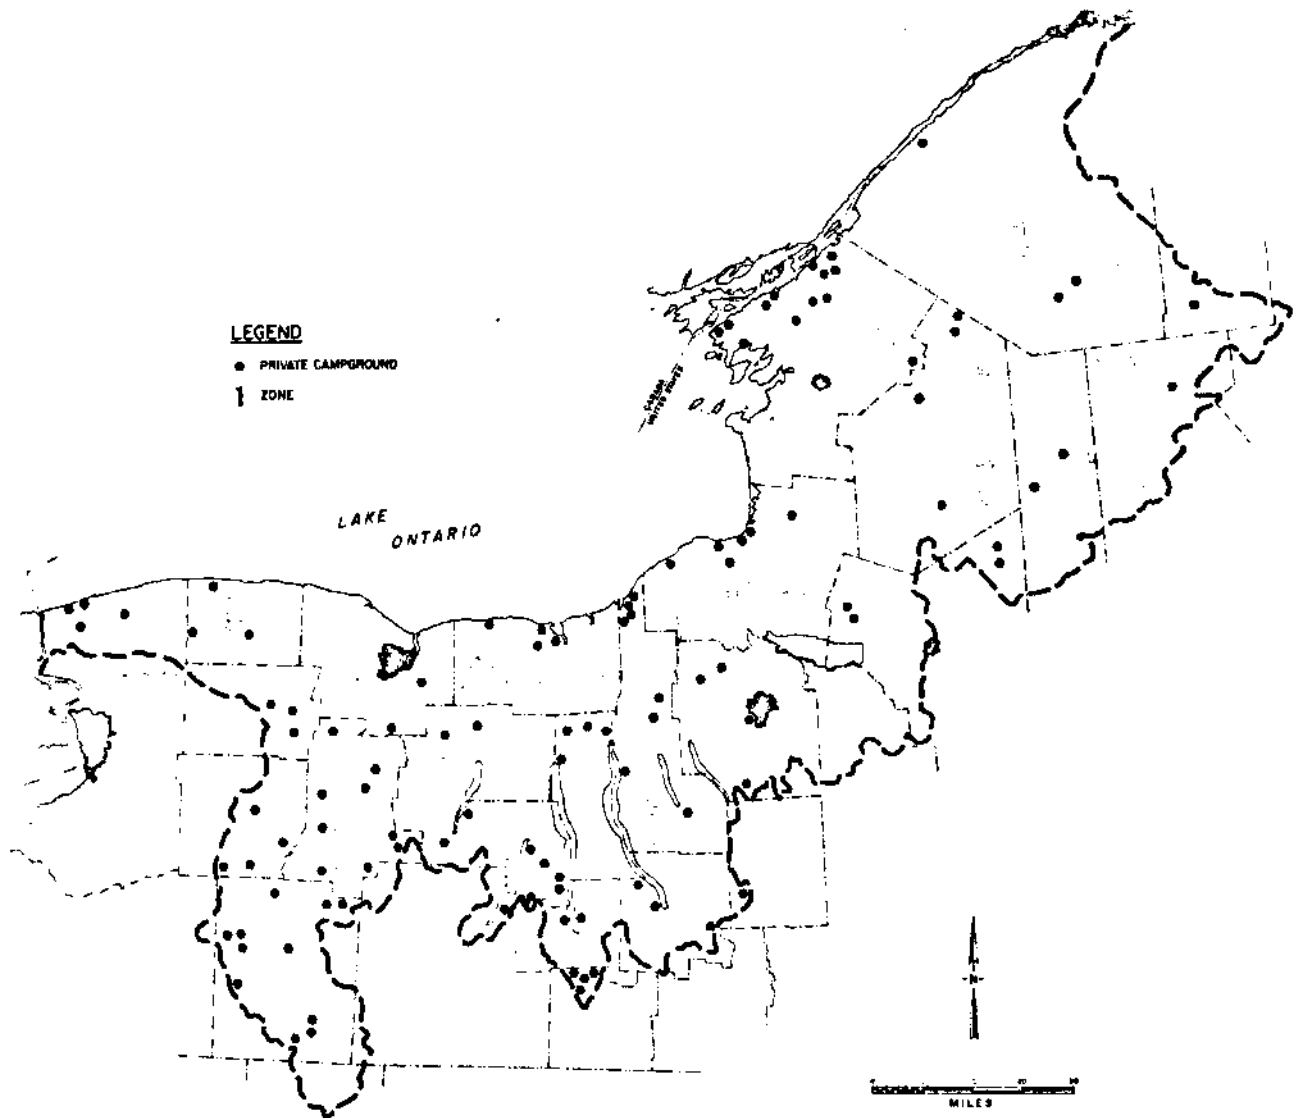 LEGEND
PRIVATE CAMPGROUND
ZONE
CANADA
UNITED STATES
LAKE
ONTARIO
N
MILES